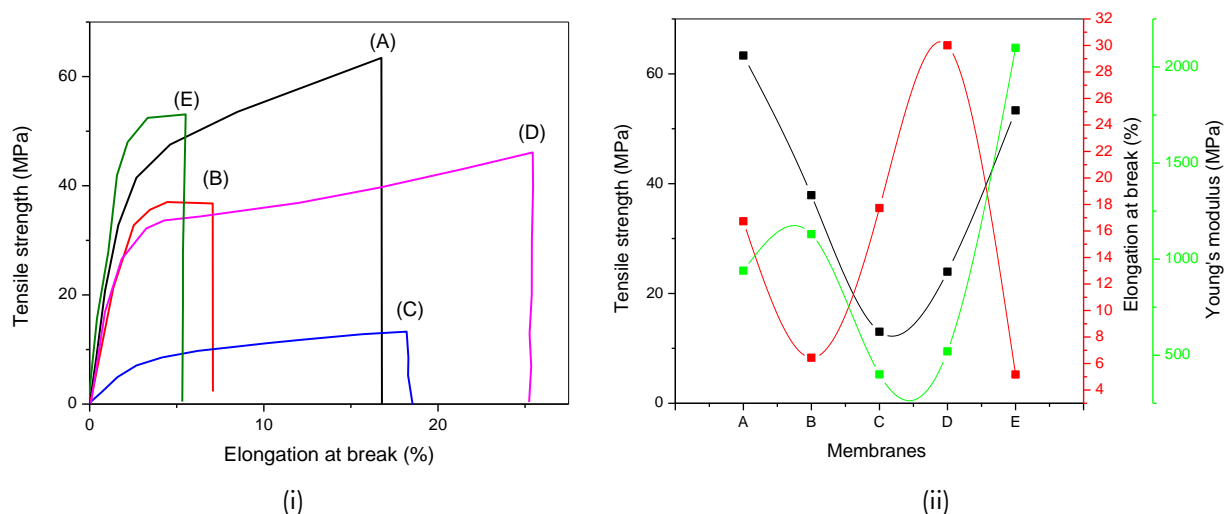 (A)
(E)
(D)
(B)
(C)
60
40
20
0
0
10
20
Tensile strength (MPa)
Elongation at break (%)
(i)
60
40
20
0
Tensile strength (MPa)
A
B
C
D
E
Membranes
32
30
28
26
24
22
20
18
16
14
13
12
10
8
6
4
Elongation at break (%)
2000
1500
1000
500
Young's modulus (MPa)
(ii)